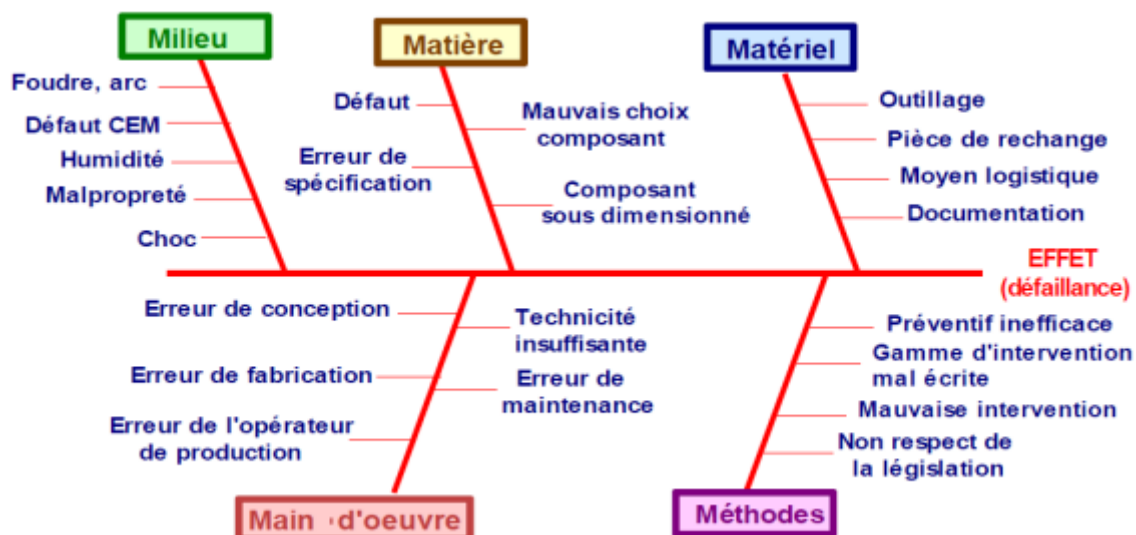 Milieu
Matière
Matériel
Foudre, arc
Défaut CEM
Humidité
Malpropreté
Choc
Défaut
Erreur de
spécification
Mauvais choix
composant
Composant
sous dimensionné
Outillage
Pièce de rechange
Moyen logistique
Documentation
EFFET
(défaillance)
Erreur de conception
Erreur de fabrication
Erreur de l'opérateur
de production
Technicité
insuffisante
Erreur de
maintenance
Préventif inefficace
Gamme d'intervention
mal écrite
Mauvaise intervention
Non respect de
la législation
Main d'oeuvre
Méthodes